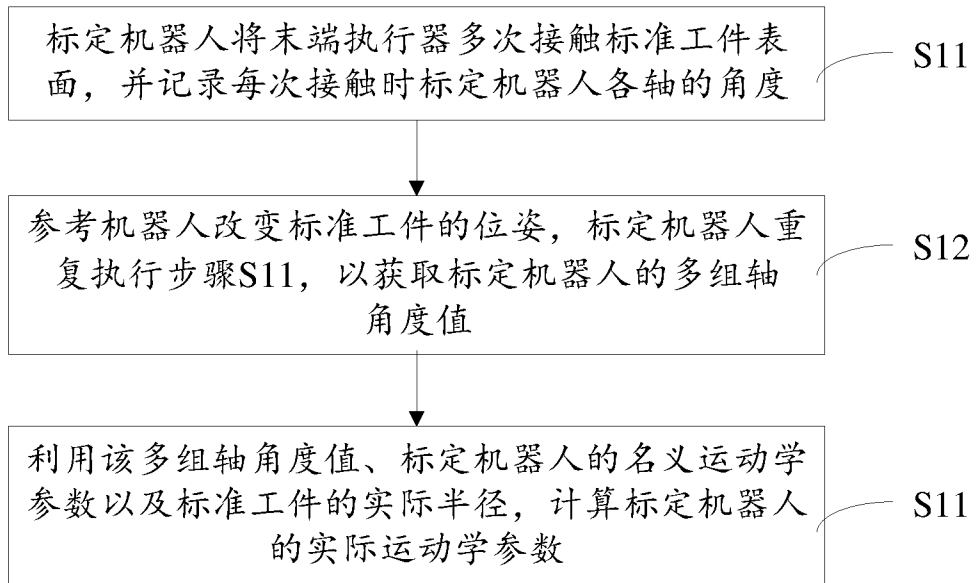 标定机器人将末端执行器多次接触标准工件表
面，并记录每次接触时标定机器人各轴的角度
S11
参考机器人改变标准工件的位姿，标定机器人重
复执行步骤S11，以获取标定机器人的多组轴
角度值
S12
利用该多组轴角度值、标定机器人的名义运动学
参数以及标准工件的实际半径，计算标定机器人
的实际运动学参数
S11